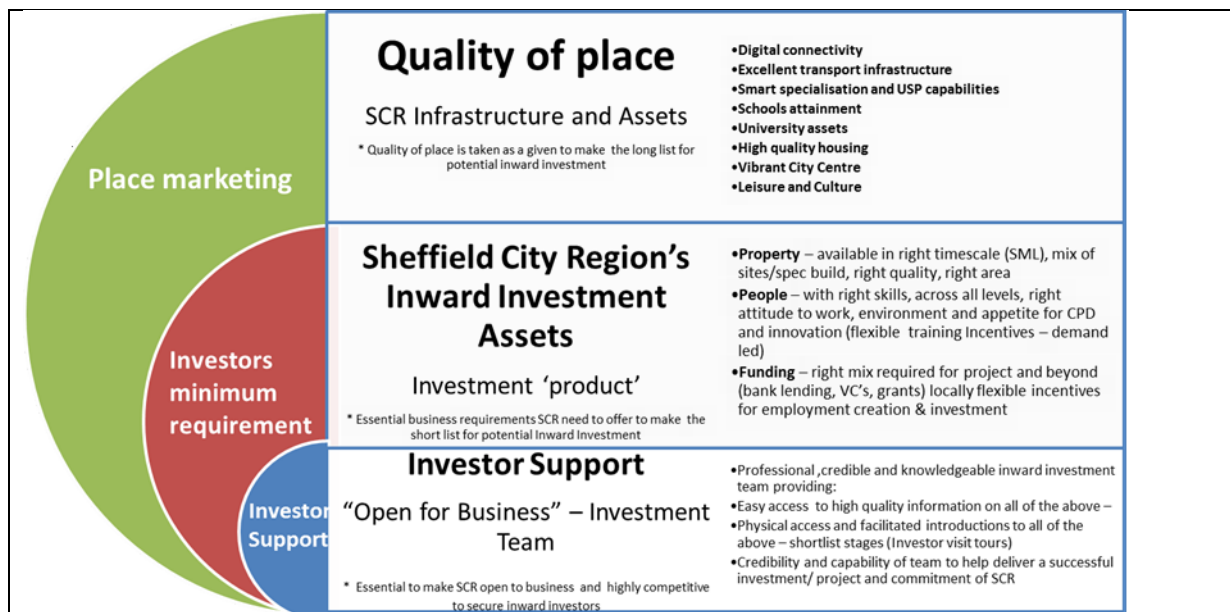 Place marketing
Quality of place
SCR Infrastructure and Assets
* Quality of place is taken as a given to make the long list for
potential inward investment
•Digital connectivity
•Excellent transport infrastructure
•Smart specialisation and USP capabilities
•Schools attainment
•University assets
•High quality housing
•Vibrant City Centre
•Leisure and Culture
Investors
minimum
requirement
Sheffield City Region's
Inward Investment
Assets
Investment ‘product’
* Essential business requirements SCR need to offer to make the
short list for potential Inward Investment
•Property – available in right timescale (SML), mix of
sites/spec build, right quality, right area
•People – with right skills, across all levels, right
attitude to work, environment and appetite for CPD
and innovation (flexible training Incentives – demand
led)
•Funding – right mix required for project and beyond
(bank lending, VC's, grants) locally flexible incentives
for employment creation & investment
Investor
Support
Investor Support
“Open for Business” – Investment
Team
* Essential to make SCR open to business and highly competitive
to secure inward investors
•Professional ,credible and knowledgeable inward investment
team providing:
•Easy access to high quality information on all of the above –
•Physical access and facilitated introductions to all of the
above – shortlist stages (Investor visit tours)
•Credibility and capability of team to help deliver a successful
investment/ project and commitment of SCR